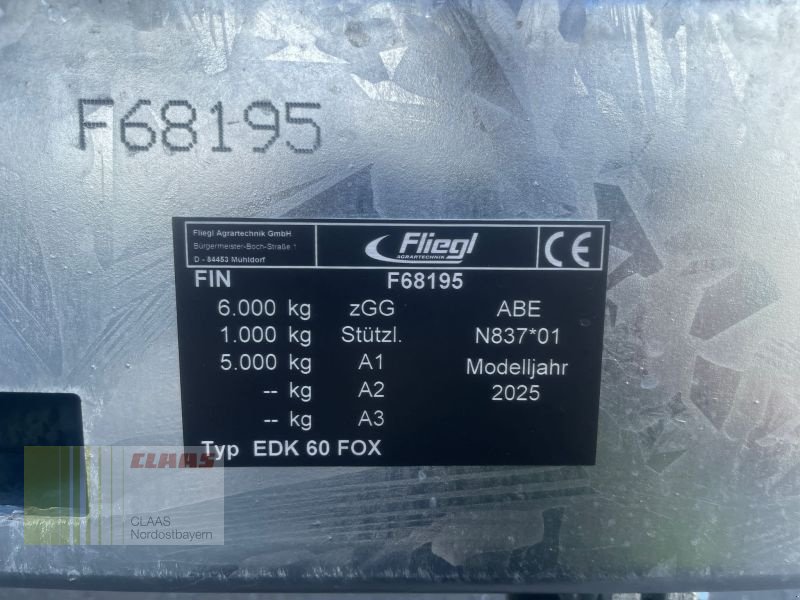 F68195
Fliegl Agrartechnik GmbH
Bürgermeister-Boch-Straße 1
D - 84453 Mühldorf
Fliegl
AGRARTECHNIK
CE
FIN F68195
6.000 kg zGG ABE
1.000 kg Stützl. N837*01
5.000 kg A1 Modelljahr
-- kg A2 2025
-- kg A3
Typ EDK 60 FOX
CLAAS
CLAAS
Nordostbayern